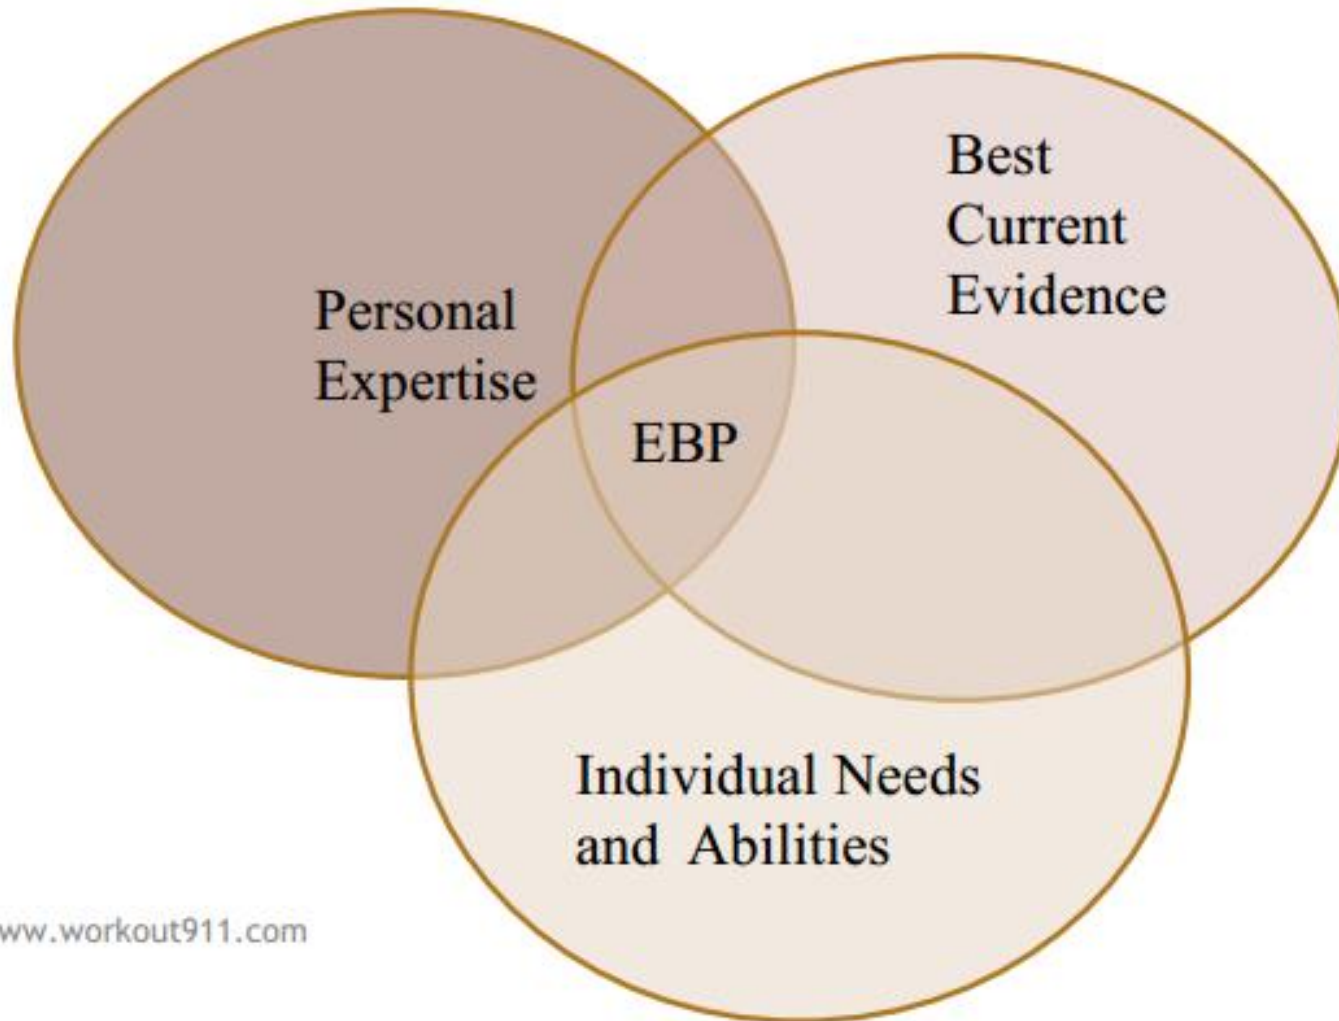 Best
Current
Evidence
Personal
Expertise
EBP
Individual Needs
and  Abilities
ww.workout911.com